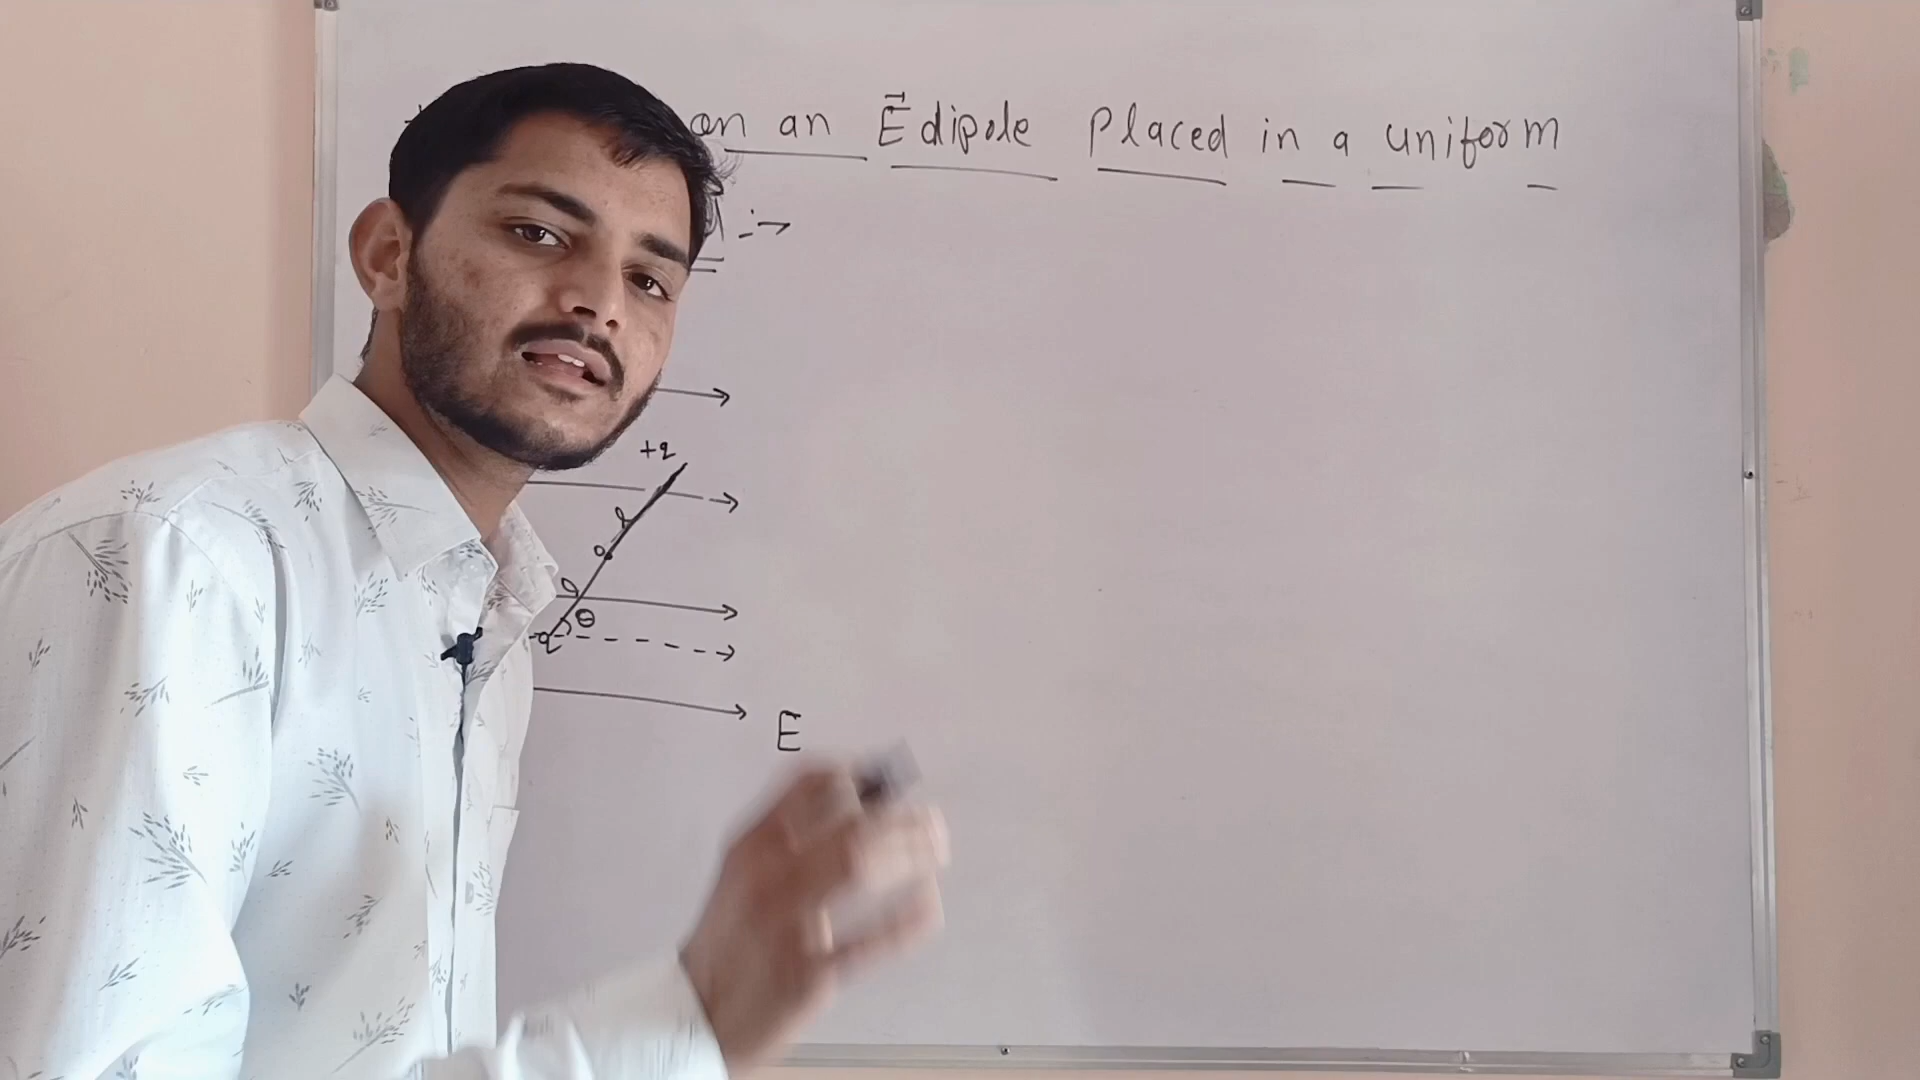 on an E⃗ dipole placed in a uniform
:→
+q
l
o
l
θ
-q
E